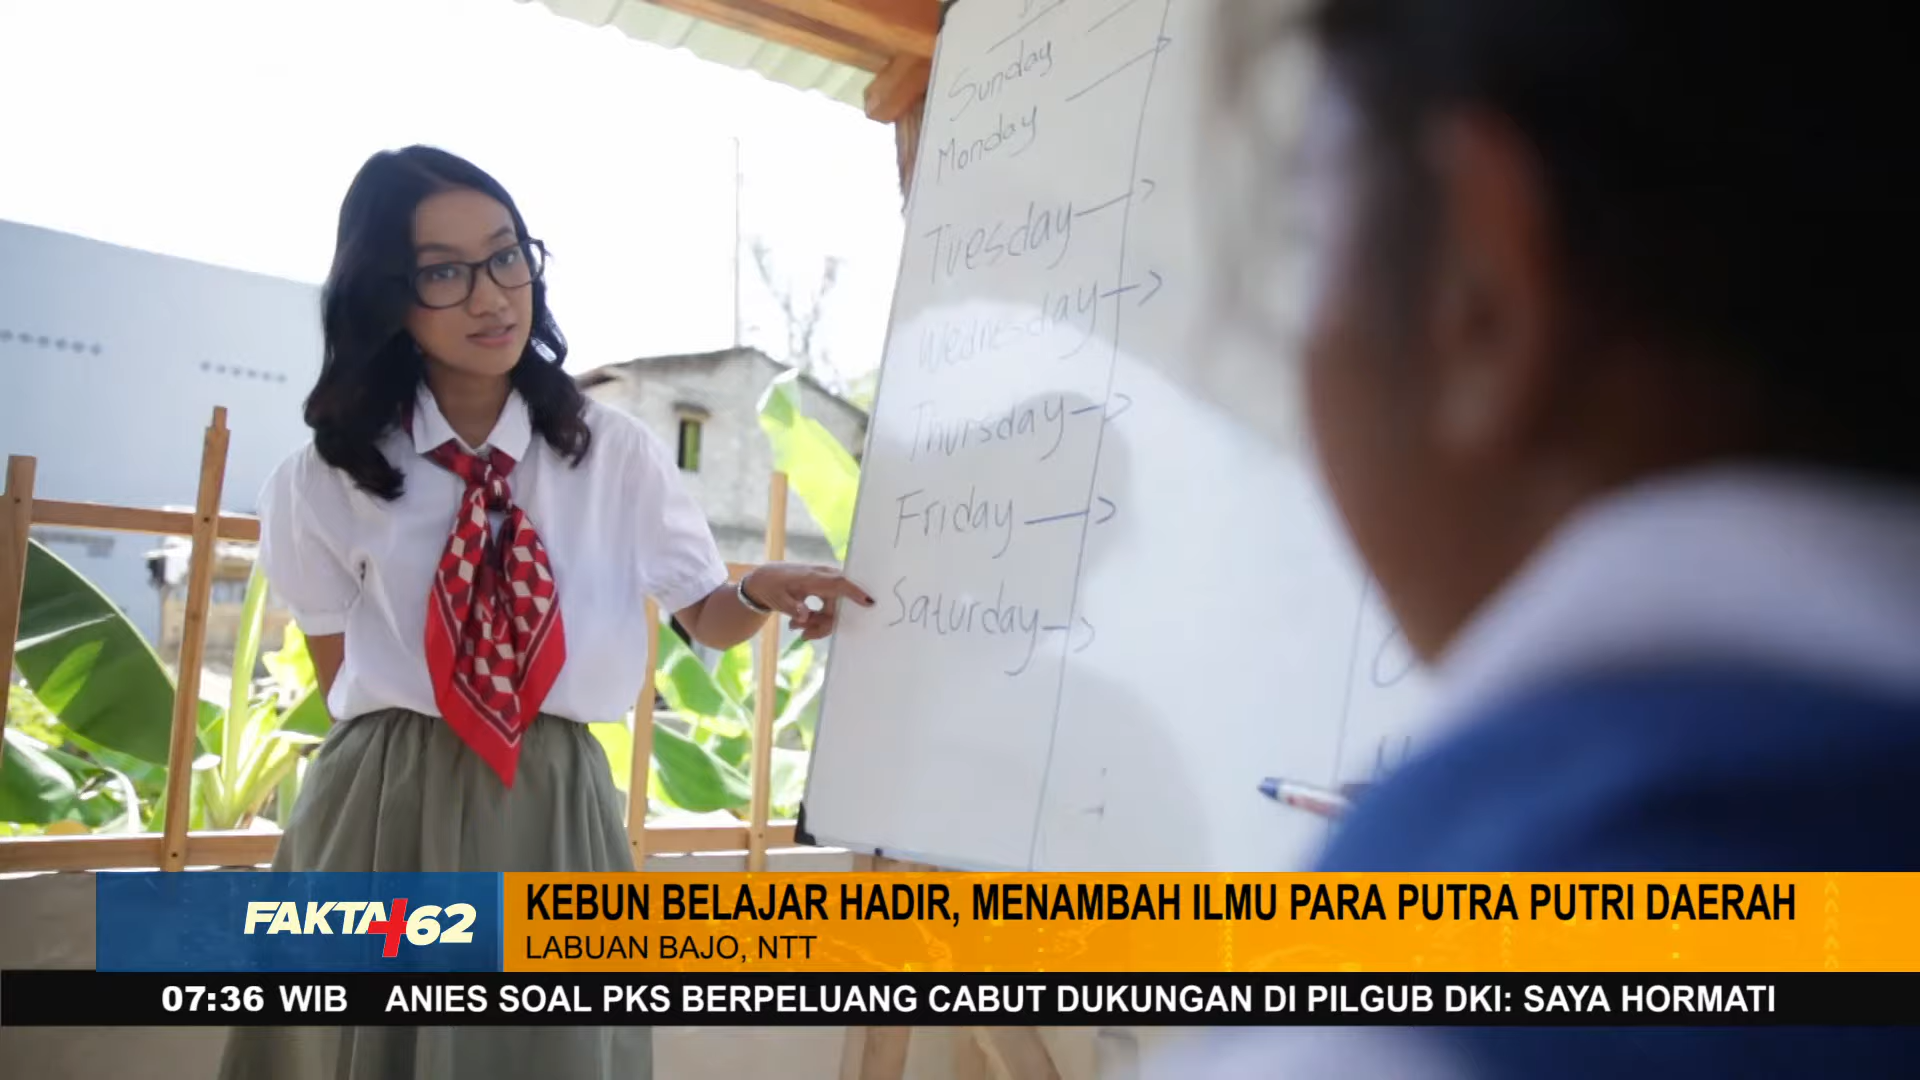 Sunday
Monday
Tuesday
Wednesday
Thursday
Friday
Saturday
FAKTA+62
KEBUN BELAJAR HADIR, MENAMBAH ILMU PARA PUTRA PUTRI DAERAH
LABUAN BAJO, NTT
07:36 WIB ANIES SOAL PKS BERPELUANG CABUT DUKUNGAN DI PILGUB DKI: SAYA HORMATI